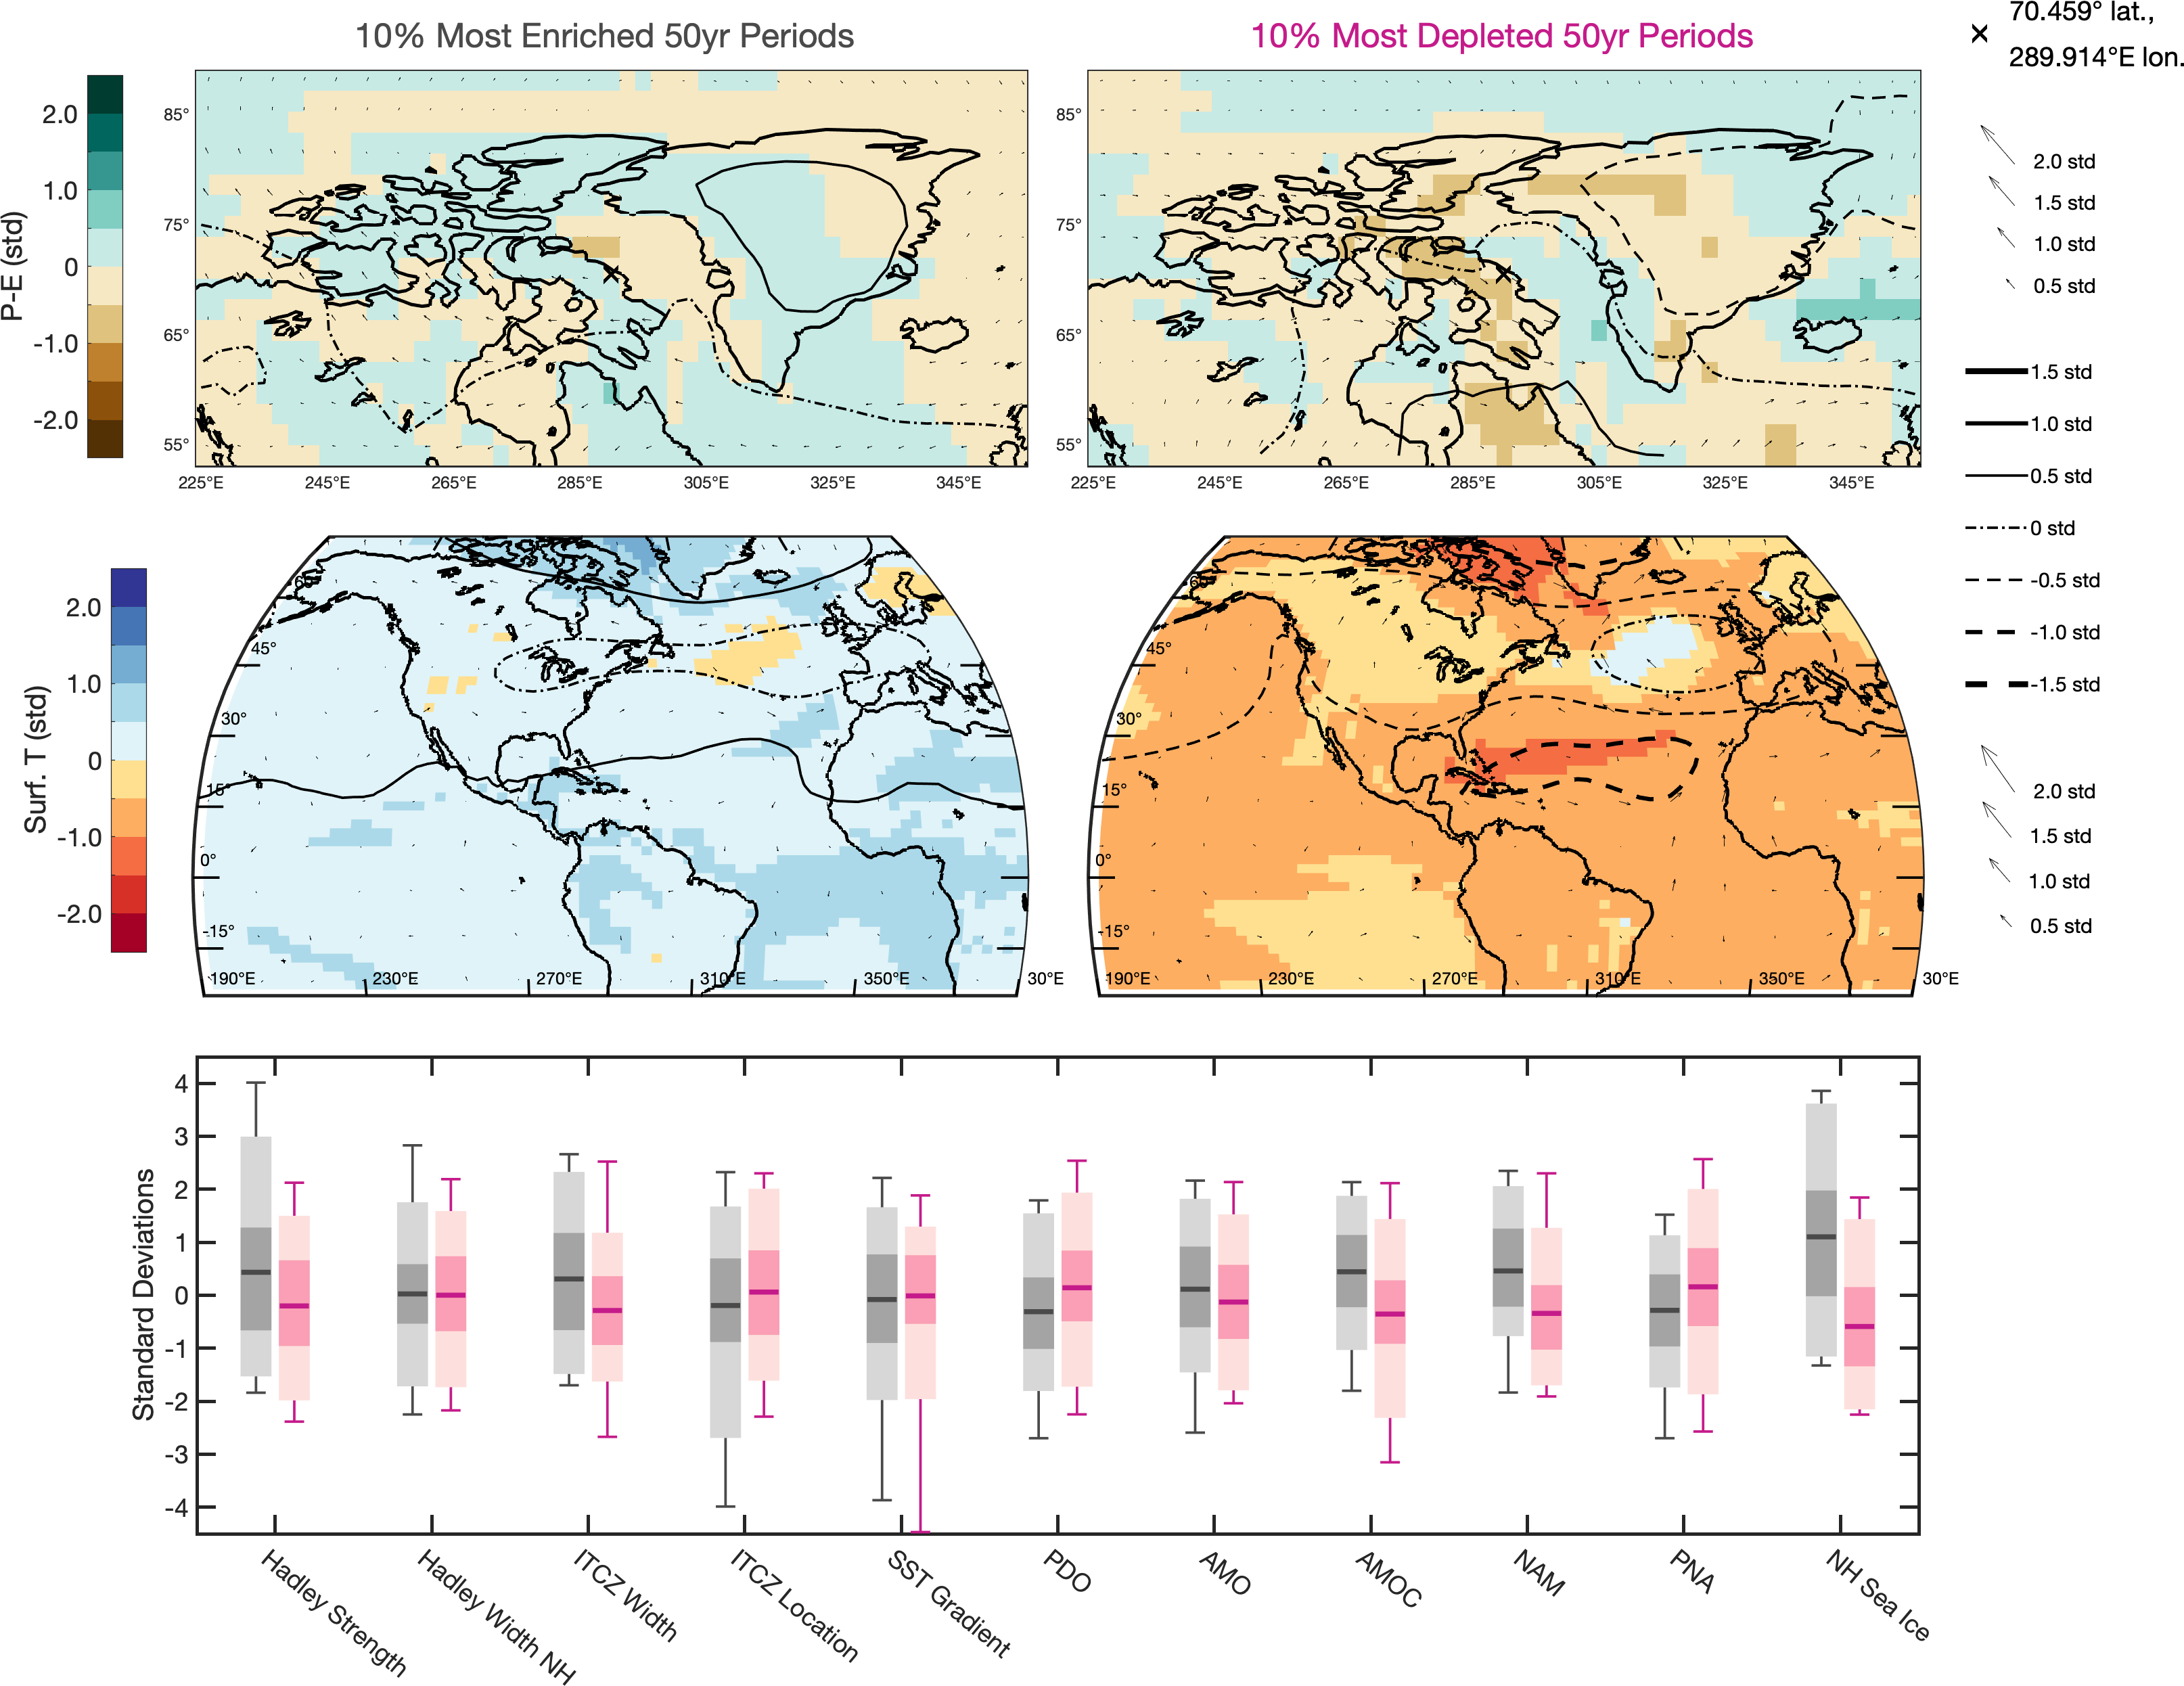 10% Most Enriched 50yr Periods
10% Most Depleted 50yr Periods
70.459° lat.,
289.914°E lon.
P-E (std)
2.0
1.0
0
-1.0
-2.0
85°
75°
65°
55°
225°E 245°E 265°E 285°E 305°E 325°E 345°E
85°
75°
65°
55°
225°E 245°E 265°E 285°E 305°E 325°E 345°E
2.0 std
1.5 std
1.0 std
0.5 std
1.5 std
1.0 std
0.5 std
0 std
-0.5 std
-1.0 std
-1.5 std
Surf. T (std)
2.0
1.0
0
-1.0
-2.0
65°
45°
30°
15°
0°
-15°
190°E 230°E 270°E 310°E 350°E 30°E
65°
45°
30°
15°
0°
-15°
190°E 230°E 270°E 310°E 350°E 30°E
2.0 std
1.5 std
1.0 std
0.5 std
Standard Deviations
4
3
2
1
0
-1
-2
-3
-4
Hadley Strength
Hadley Width NH
ITCZ Width
ITCZ Location
SST Gradient
PDO
AMO
AMOC
NAM
PNA
NH Sea Ice